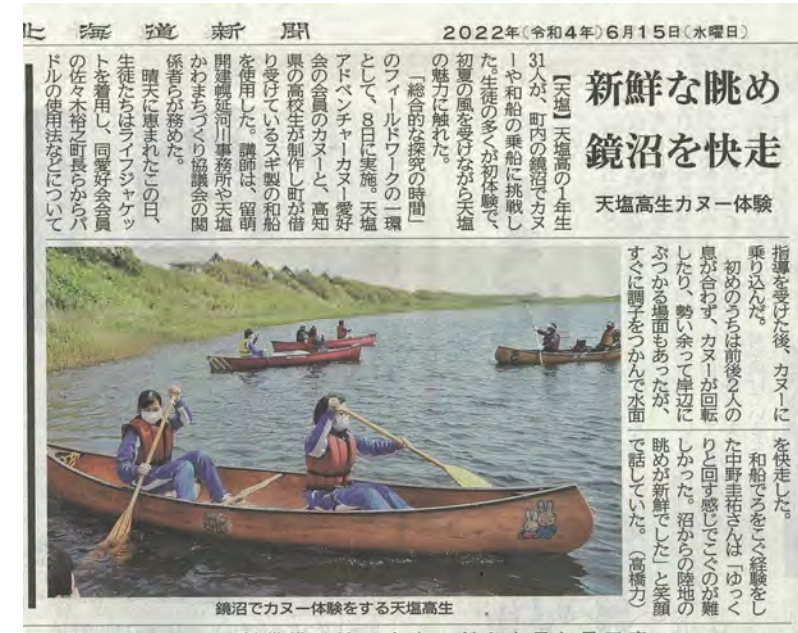 北海道新聞
2022年(令和4年)6月15日(水曜日)
新鮮な眺め
鏡沼を快走
天塩高生カヌー体験
【天塩】天塩高の1年生
31人が、町内の鏡沼でカヌ
ーや和船の乗船に挑戦し
た。生徒の多くが初体験で、
初夏の風を受けながら天塩
の魅力に触れた。
「総合的な探究の時間」
のフィールドワークの一環
として、8日に実施。天塩
アドベンチャーカヌー愛好
会の会員のカヌーと、高知
県の高校生が制作し町が借
り受けているスギ製の和船
を使用した。講師は、留萌
開建幌延河川事務所や天塩
かわまちづくり協議会の関
係者らが務めた。
晴天に恵まれたこの日、
生徒たちはライフジャケッ
トを着用し、同愛好会会員
の佐々木裕之町長らからパ
ドルの使用法などについて
指導を受けた後、カヌーに
乗り込んだ。
初めのうちは前後2人の
息が合わず、カヌーが回転
したり、勢い余って岸辺に
ぶつかる場面もあったが、
すぐに調子をつかんで水面
を快走した。
和船でろをこぐ経験をし
た中野圭祐さんは「ゆっく
りと回す感じでこぐのが難
しかった。沼からの陸地の
眺めが新鮮でした」と笑顔
で話していた。(高橋力)
鏡沼でカヌー体験をする天塩高生